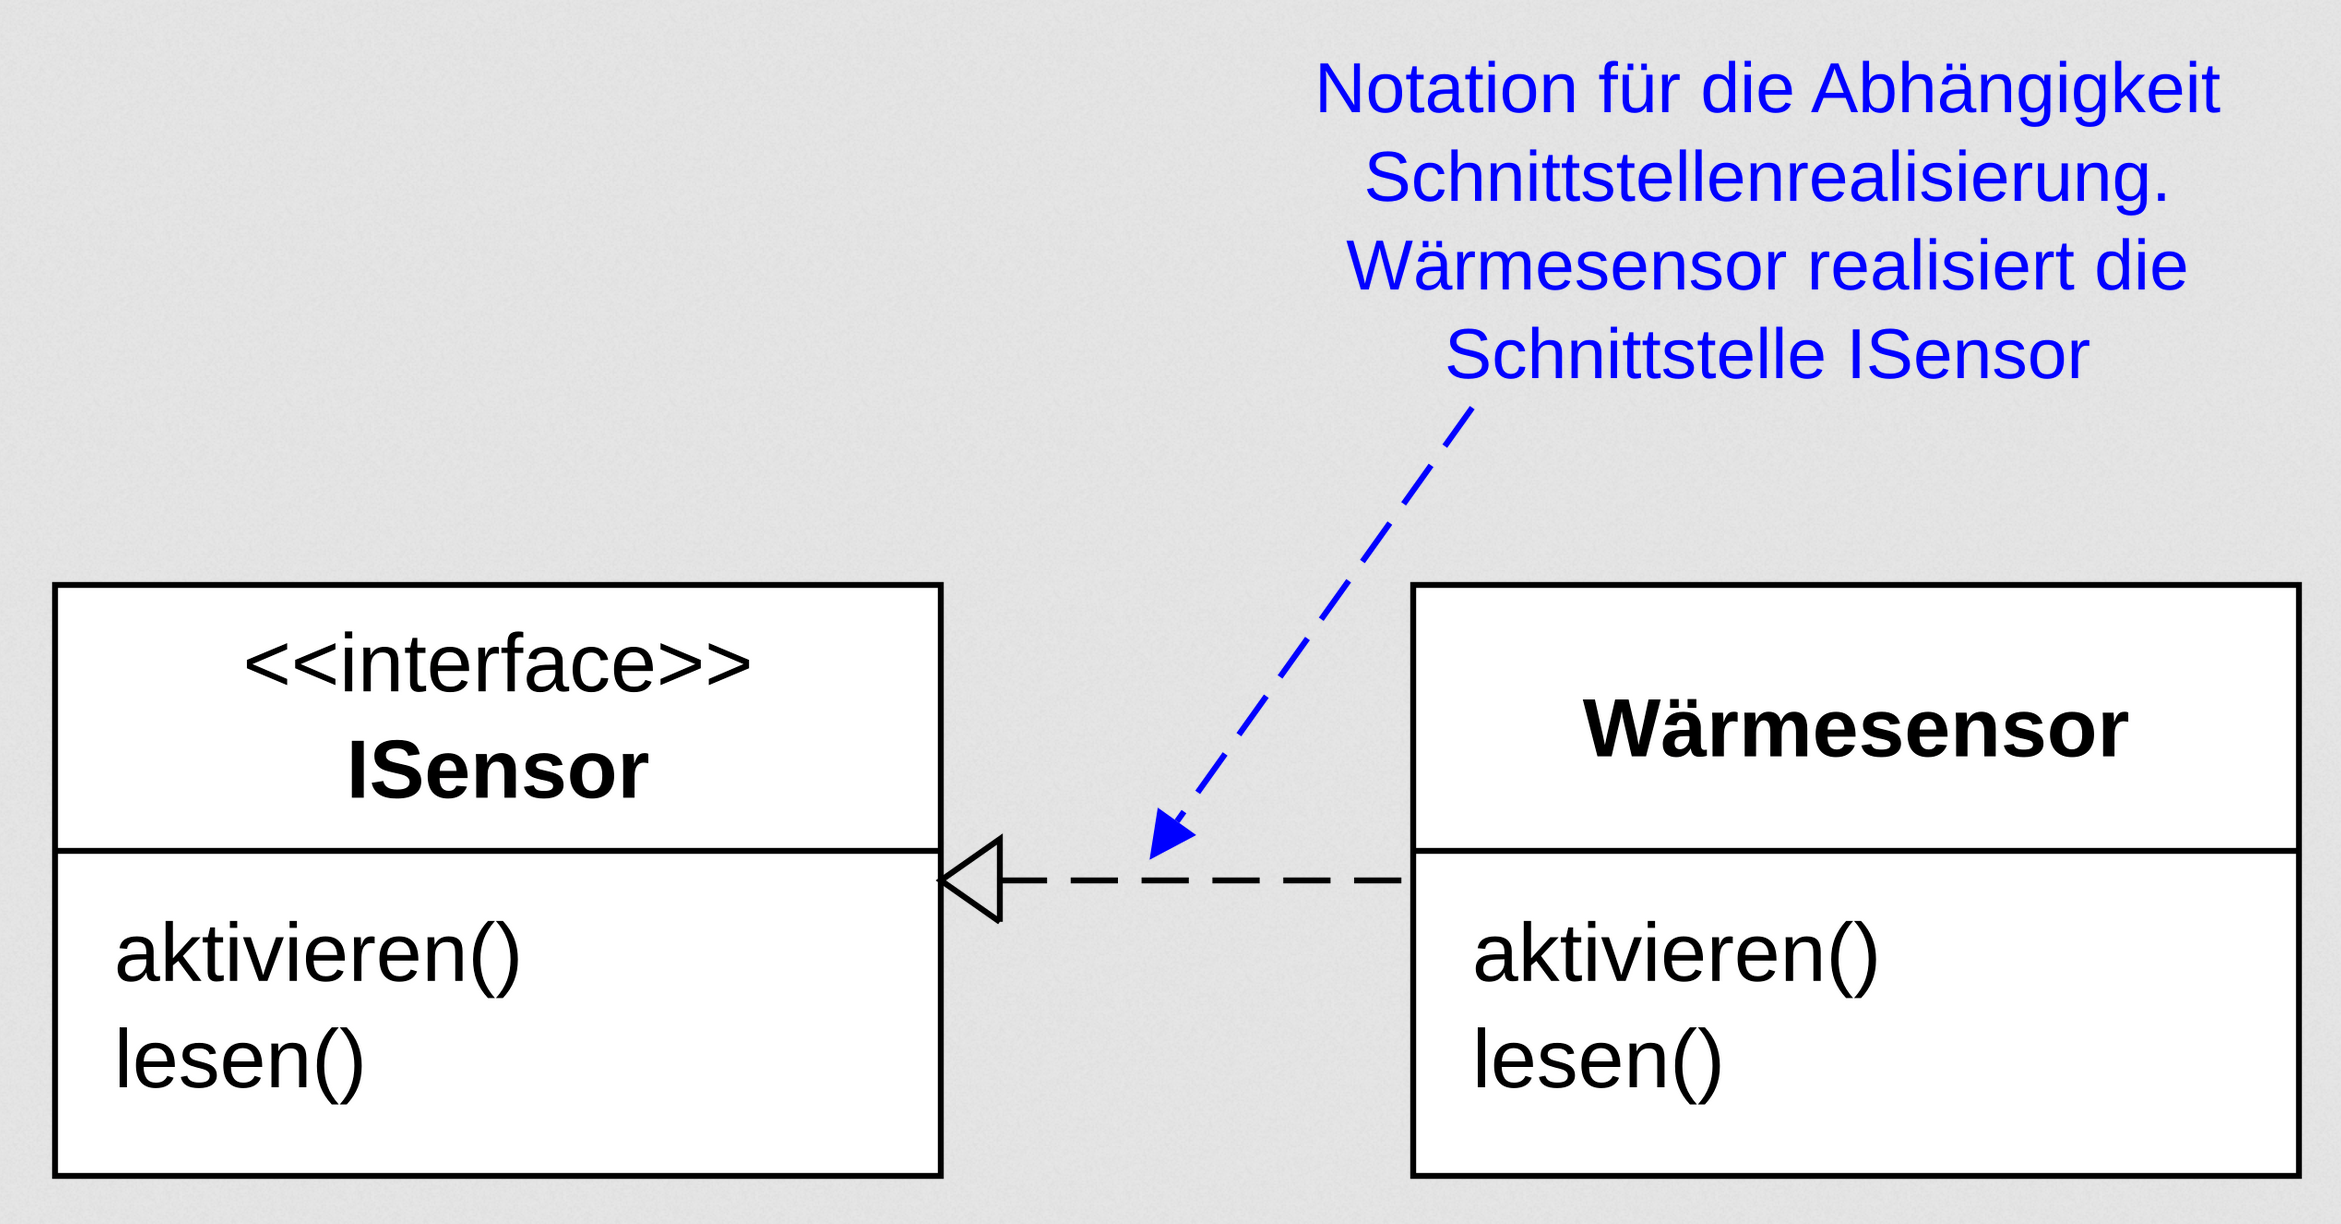 Notation für die Abhängigkeit
Schnittstellenrealisierung.
Wärmesensor realisiert die
Schnittstelle ISensor
<<interface>>
ISensor
aktivieren()
lesen()
Wärmesensor
aktivieren()
lesen()